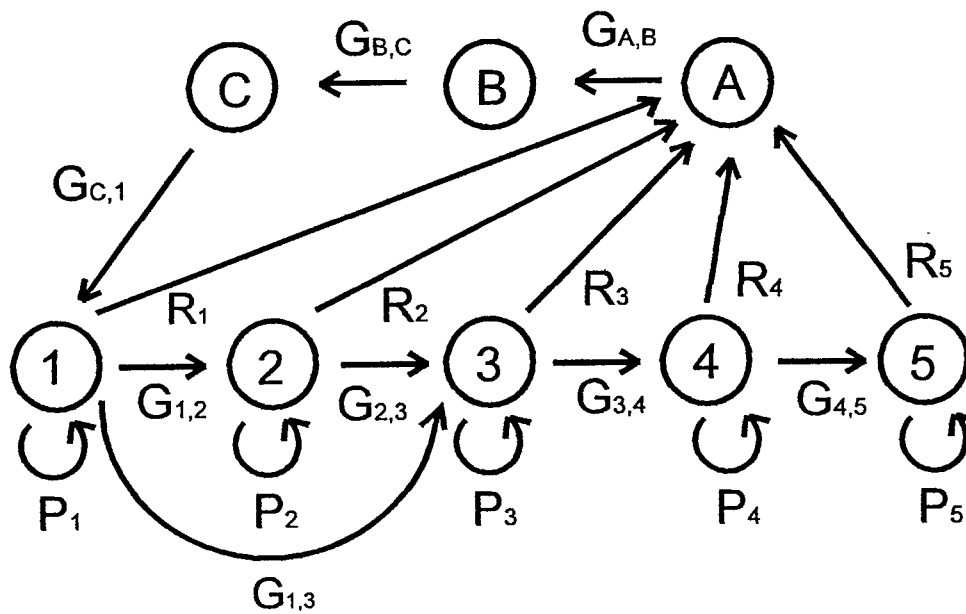 G_B,C G_A,B
C B A
G_C,1
R_1 R_2 R_3 R_4 R_5
1 2 3 4 5
G_1,2 G_2,3 G_3,4 G_4,5
P_1 P_2 P_3 P_4 P_5
G_1,3